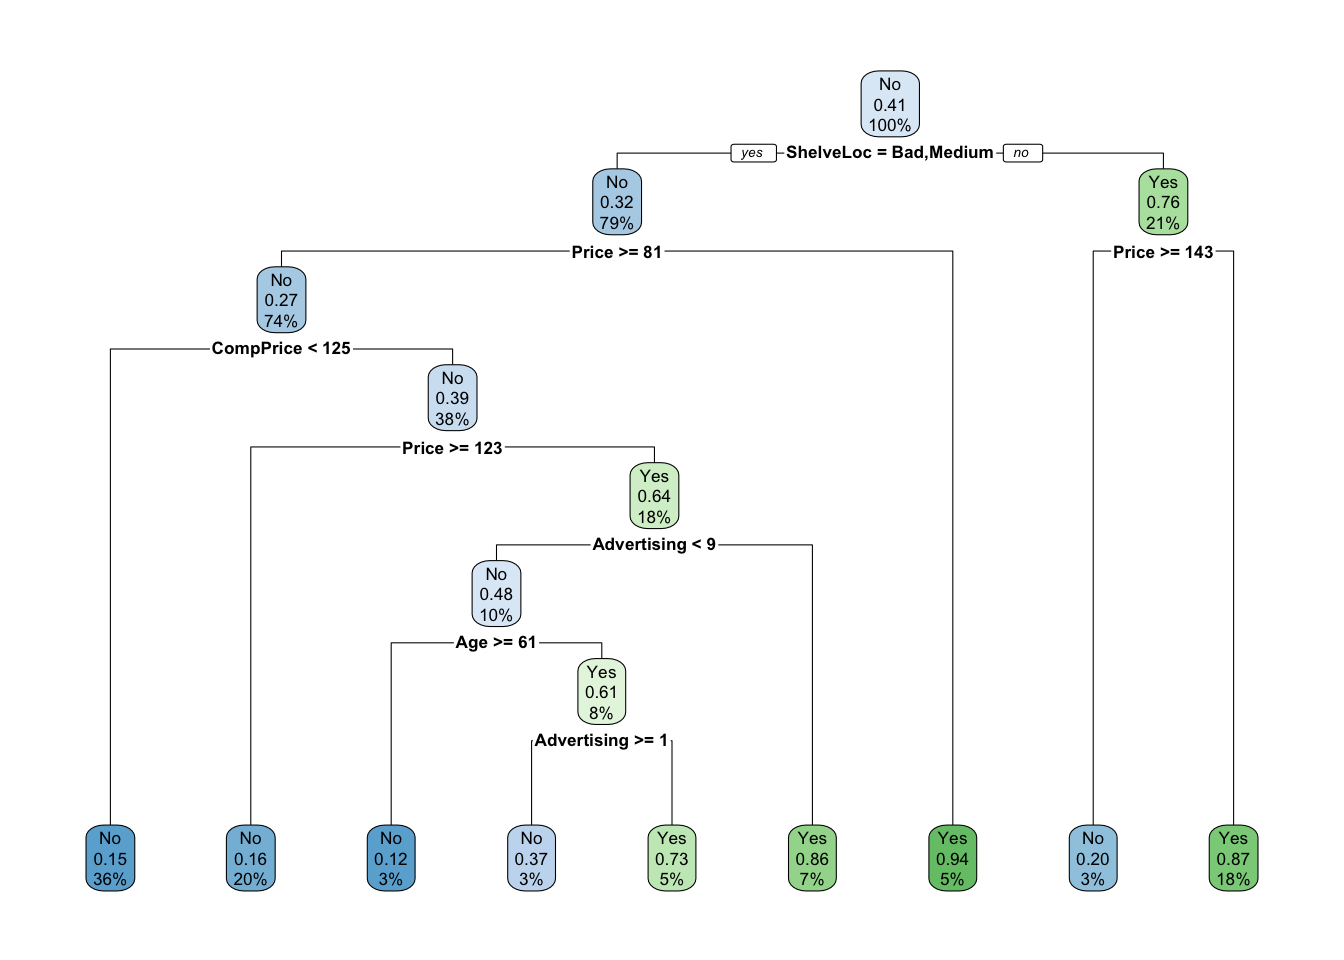 No
0.41
100%
yes
ShelveLoc = Bad,Medium
no
No
0.32
79%
Yes
0.76
21%
Price >= 81
Price >= 143
No
0.27
74%
CompPrice < 125
No
0.39
38%
Price >= 123
Yes
0.64
18%
Advertising < 9
No
0.48
10%
Age >= 61
Yes
0.61
8%
Advertising >= 1
No
0.15
36%
No
0.16
20%
No
0.12
3%
No
0.37
3%
Yes
0.73
5%
Yes
0.86
7%
Yes
0.94
5%
No
0.20
3%
Yes
0.87
18%